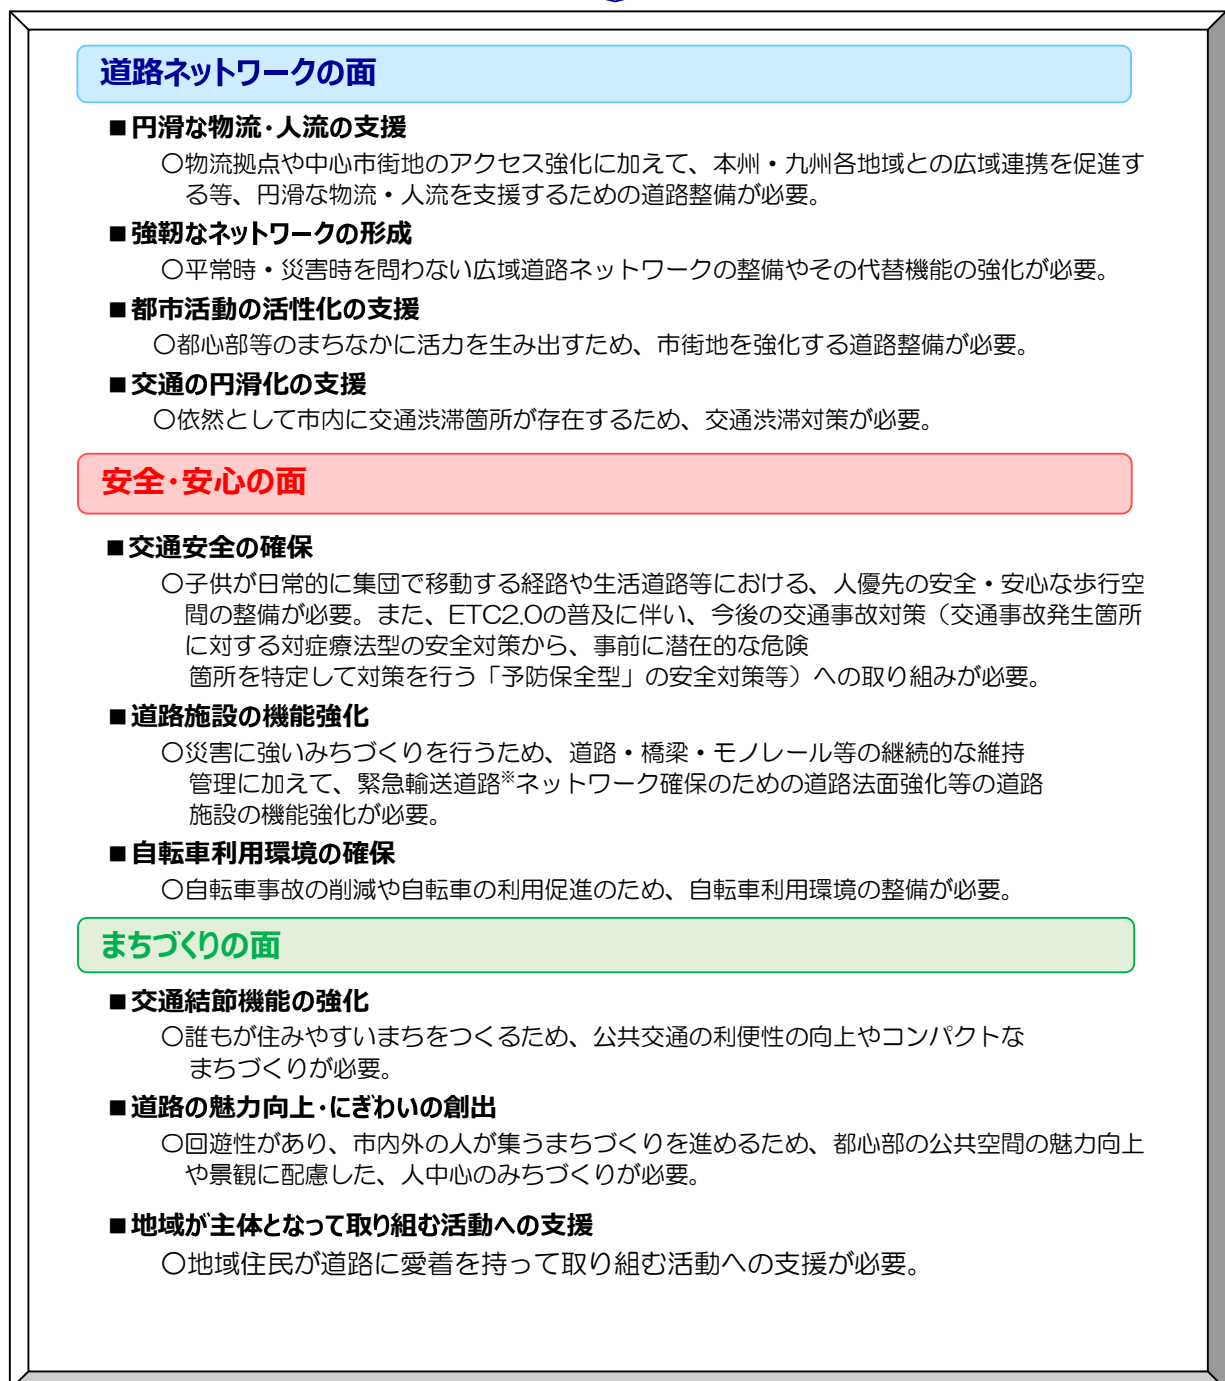 道路ネットワークの面
■円滑な物流・人流の支援
〇物流拠点や中心市街地のアクセス強化に加えて、本州・九州各地域との広域連携を促進す
る等、円滑な物流・人流を支援するための道路整備が必要。
■強靭なネットワークの形成
〇平常時・災害時を問わない広域道路ネットワークの整備やその代替機能の強化が必要。
■都市活動の活性化の支援
〇都心部等のまちなかに活力を生み出すため、市街地を強化する道路整備が必要。
■交通の円滑化の支援
〇依然として市内に交通渋滞箇所が存在するため、交通渋滞対策が必要。
安全・安心の面
■交通安全の確保
〇子供が日常的に集団で移動する経路や生活道路等における、人優先の安全・安心な歩行空
間の整備が必要。また、ETC2.0の普及に伴い、今後の交通事故対策（交通事故発生箇所
に対する対症療法型の安全対策から、事前に潜在的な危険
箇所を特定して対策を行う「予防保全型」の安全対策等）への取り組みが必要。
■道路施設の機能強化
〇災害に強いみちづくりを行うため、道路・橋梁・モノレール等の継続的な維持
管理に加えて、緊急輸送道路※ネットワーク確保のための道路法面強化等の道路
施設の機能強化が必要。
■自転車利用環境の確保
〇自転車事故の削減や自転車の利用促進のため、自転車利用環境の整備が必要。
まちづくりの面
■交通結節機能の強化
〇誰もが住みやすいまちをつくるため、公共交通の利便性の向上やコンパクトな
まちづくりが必要。
■道路の魅力向上・にぎわいの創出
〇回遊性があり、市内外の人が集うまちづくりを進めるため、都心部の公共空間の魅力向上
や景観に配慮した、人中心のみちづくりが必要。
■地域が主体となって取り組む活動への支援
〇地域住民が道路に愛着を持って取り組む活動への支援が必要。